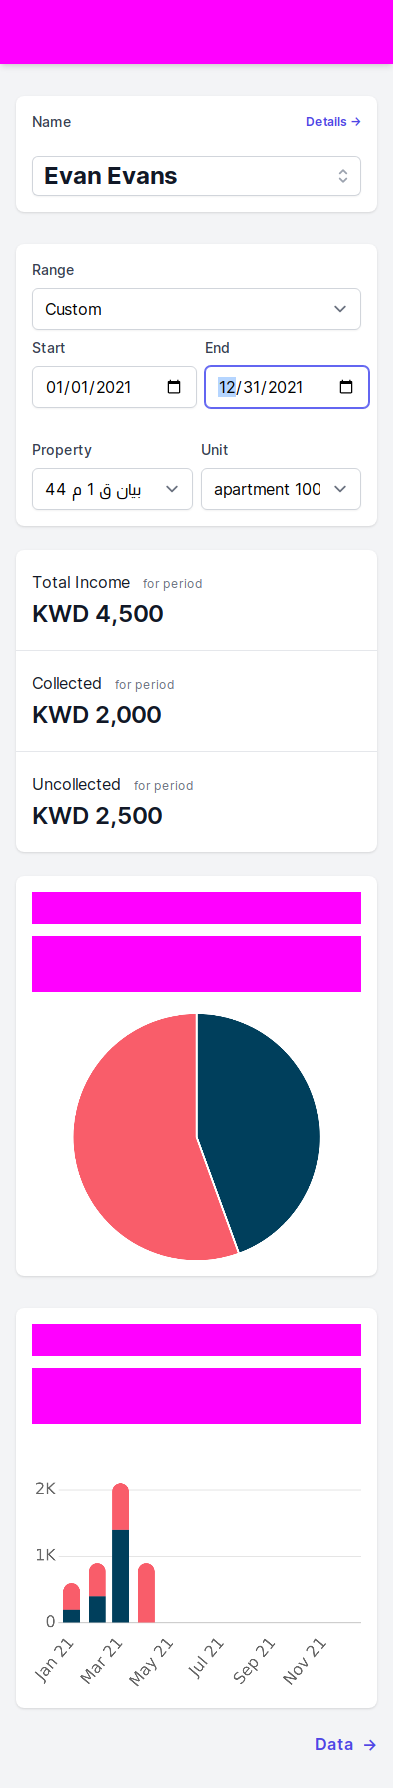 Name
Details →
Evan Evans
Range
Custom
Start
End
01/01/2021
12/31/2021
Property
Unit
بيان ق 1 م 44
apartment 100
Total Income for period
KWD 4,500
Collected for period
KWD 2,000
Uncollected for period
KWD 2,500
2K
1K
0
Jan 21
Mar 21
May 21
Jul 21
Sep 21
Nov 21
Data →